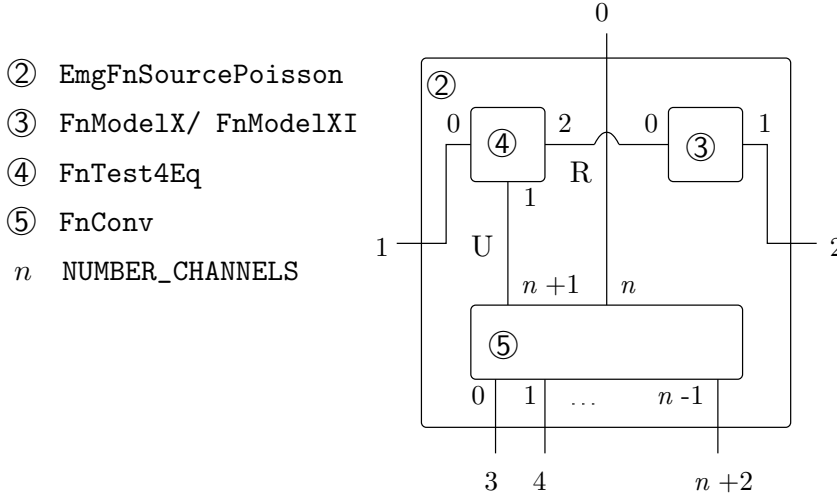 ② EmgFnSourcePoisson
③ FnModelX/ FnModelXI
④ FnTest4Eq
⑤ FnConv
n NUMBER_CHANNELS
0
②
0 ④ 2 0 ③ 1
R
1
1 U 2
n +1 n
⑤
0 1 ... n -1
3 4 n +2